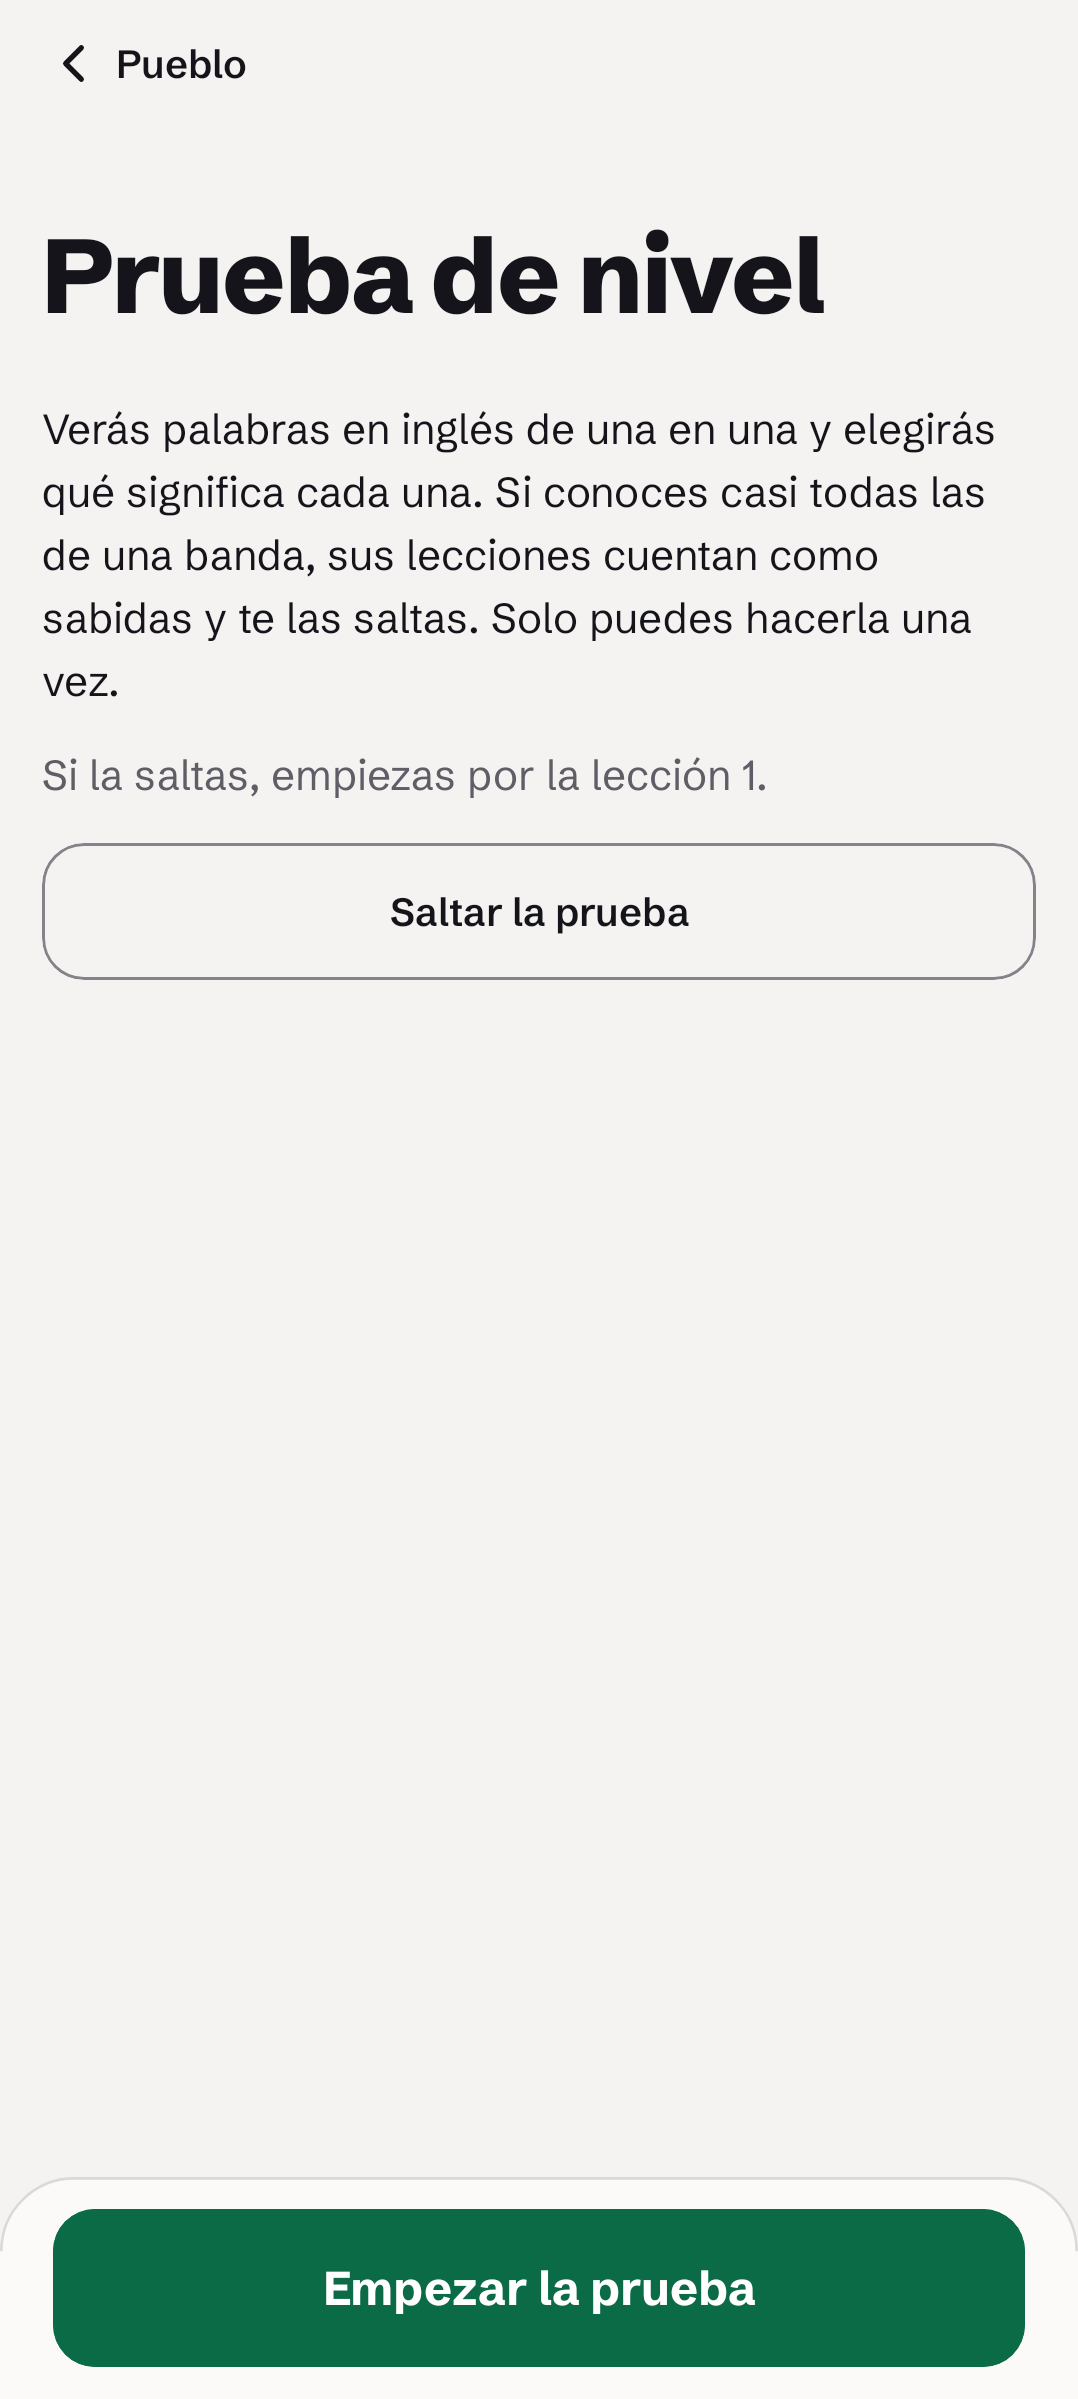 Pueblo
Prueba de nivel
Verás palabras en inglés de una en una y elegirás
qué significa cada una. Si conoces casi todas las
de una banda, sus lecciones cuentan como
sabidas y te las saltas. Solo puedes hacerla una
vez.
Si la saltas, empiezas por la lección 1.
Saltar la prueba
Empezar la prueba